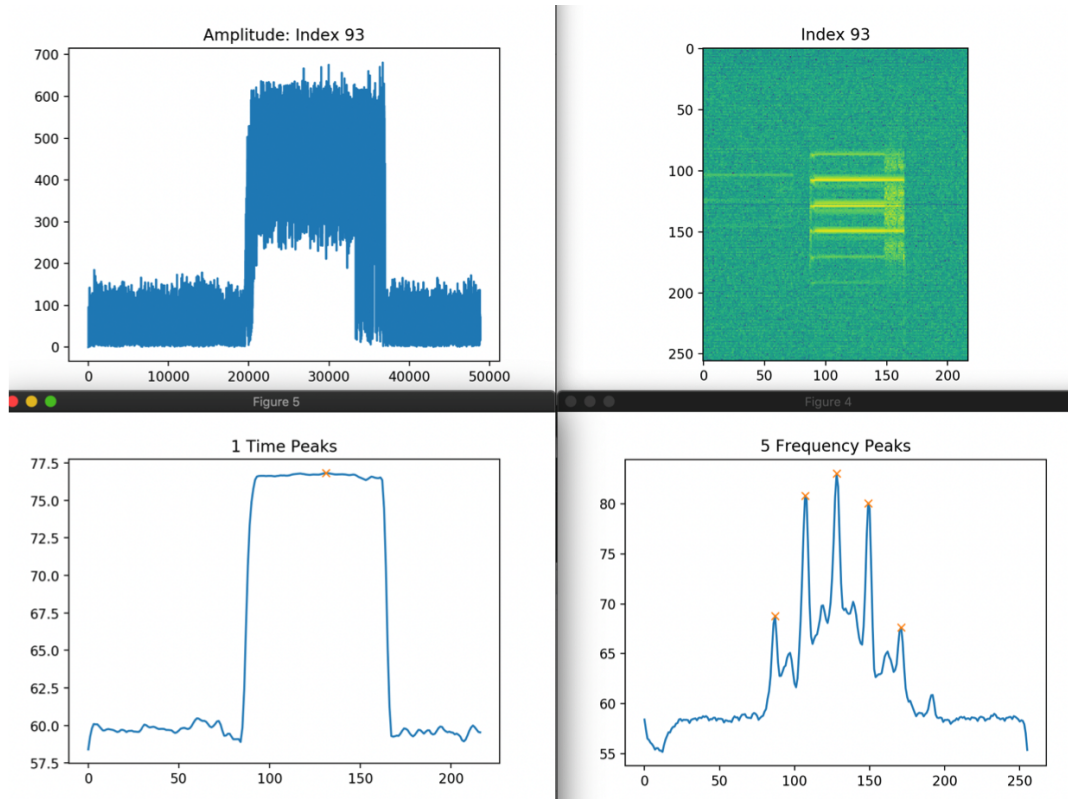 Amplitude: Index 93
700
600
500
400
300
200
100
0
0 10000 20000 30000 40000 50000
Index 93
0
50
100
150
200
250
0 50 100 150 200
Figure 5
Figure 4
1 Time Peaks
77.5
75.0
72.5
70.0
67.5
65.0
62.5
60.0
57.5
0 50 100 150 200
5 Frequency Peaks
80
75
70
65
60
55
0 50 100 150 200 250